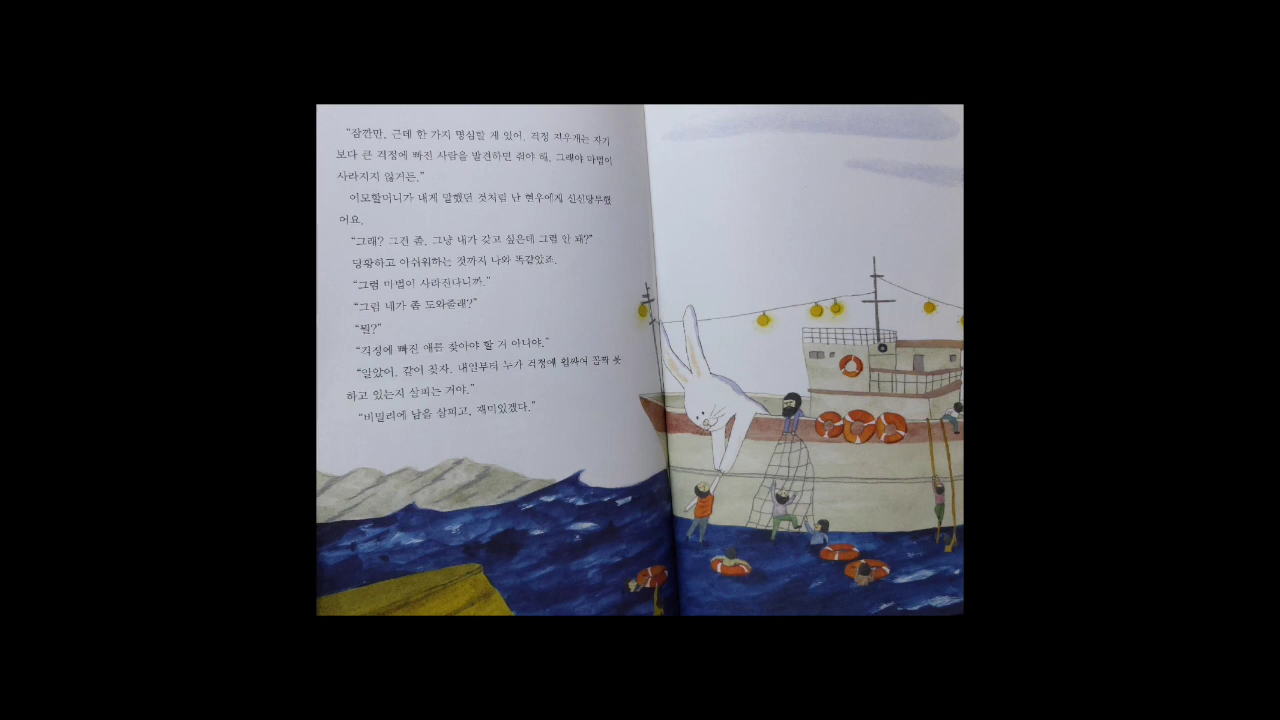 "잠깐만, 근데 한 가지 명심할 게 있어. 걱정 지우개는 자기
보다 큰 걱정에 빠진 사람을 발견하면 줘야 해. 그래야 마법이
사라지지 않거든."
이모할머니가 내게 말했던 것처럼 난 현우에게 신신당부했
어요.
"그래? 그건 좀. 그냥 내가 갖고 싶은데 그럼 안 돼?"
당황하고 아쉬워하는 것까지 나와 똑같았죠.
"그럼 마법이 사라진다니까."
"그럼 네가 좀 도와줄래?"
"뭘?"
"걱정에 빠진 애를 찾아야 할 거 아니야."
"알았어. 같이 찾자. 내일부터 누가 걱정에 휩싸여 꼼짝 못
하고 있는지 살피는 거야."
"비밀리에 남을 살피고, 재미있겠다."